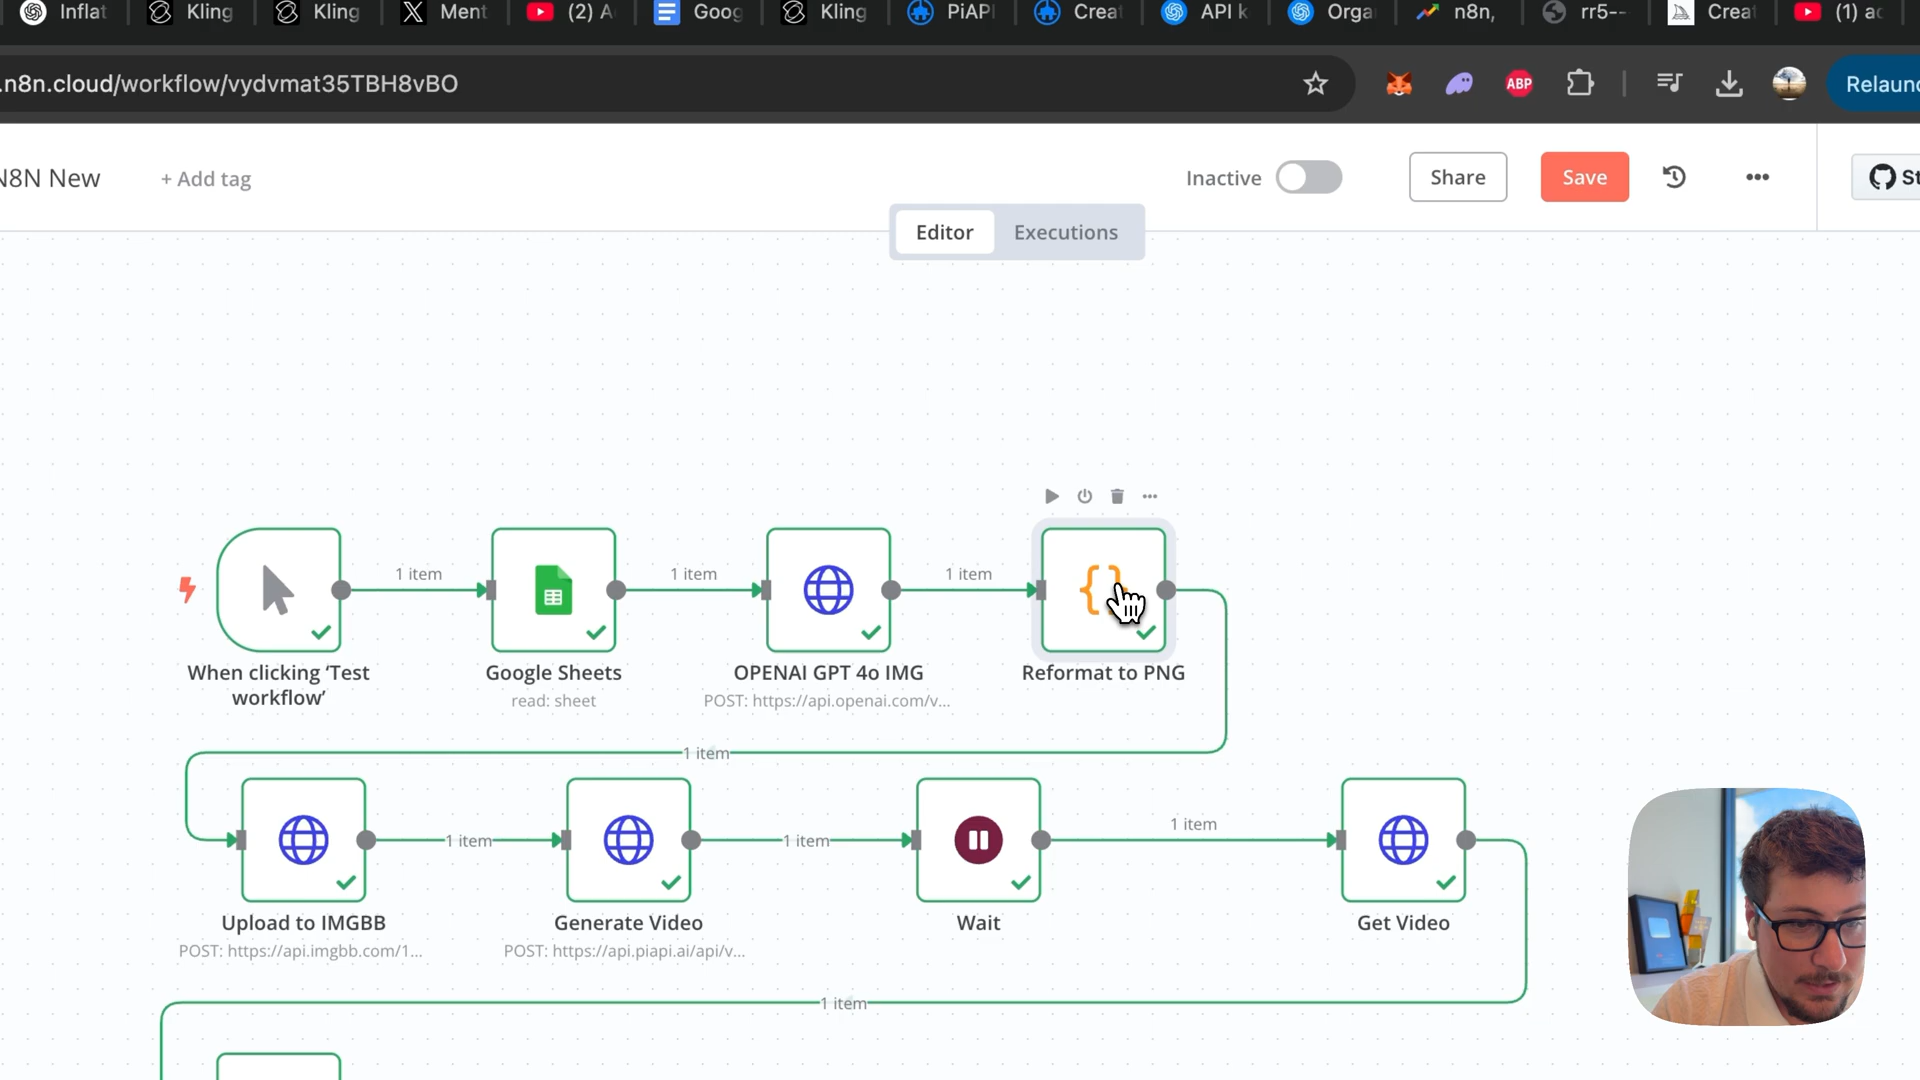 Inflat
Kling
Kling
Ment
(2) A
Goog
Kling
PiAPI
Creat
API k
Orga
n8n,
rr5--
Creat
(1) ac
.n8n.cloud/workflow/vydvmat35TBH8vBO
ABP
Relaunc
N8N New
+ Add tag
Inactive
Share
Save
St
Editor
Executions
1 item
1 item
1 item
When clicking ‘Test
workflow’
Google Sheets
read: sheet
OPENAI GPT 4o IMG
POST: https://api.openai.com/v...
Reformat to PNG
1 item
1 item
1 item
1 item
Upload to IMGBB
POST: https://api.imgbb.com/1...
Generate Video
POST: https://api.piapi.ai/api/v...
Wait
Get Video
1 item